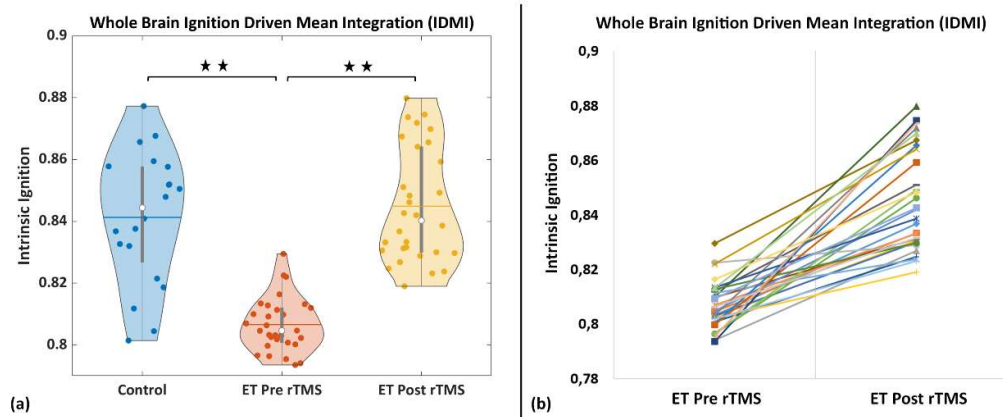 Whole Brain Ignition Driven Mean Integration (IDMI)
Intrinsic Ignition
0.9
0.88
0.86
0.84
0.82
0.8
★ ★
★ ★
Control
ET Pre rTMS
ET Post rTMS
(a)
Whole Brain Ignition Driven Mean Integration (IDMI)
Intrinsic Ignition
0,9
0,88
0,86
0,84
0,82
0,8
0,78
ET Pre rTMS
ET Post rTMS
(b)